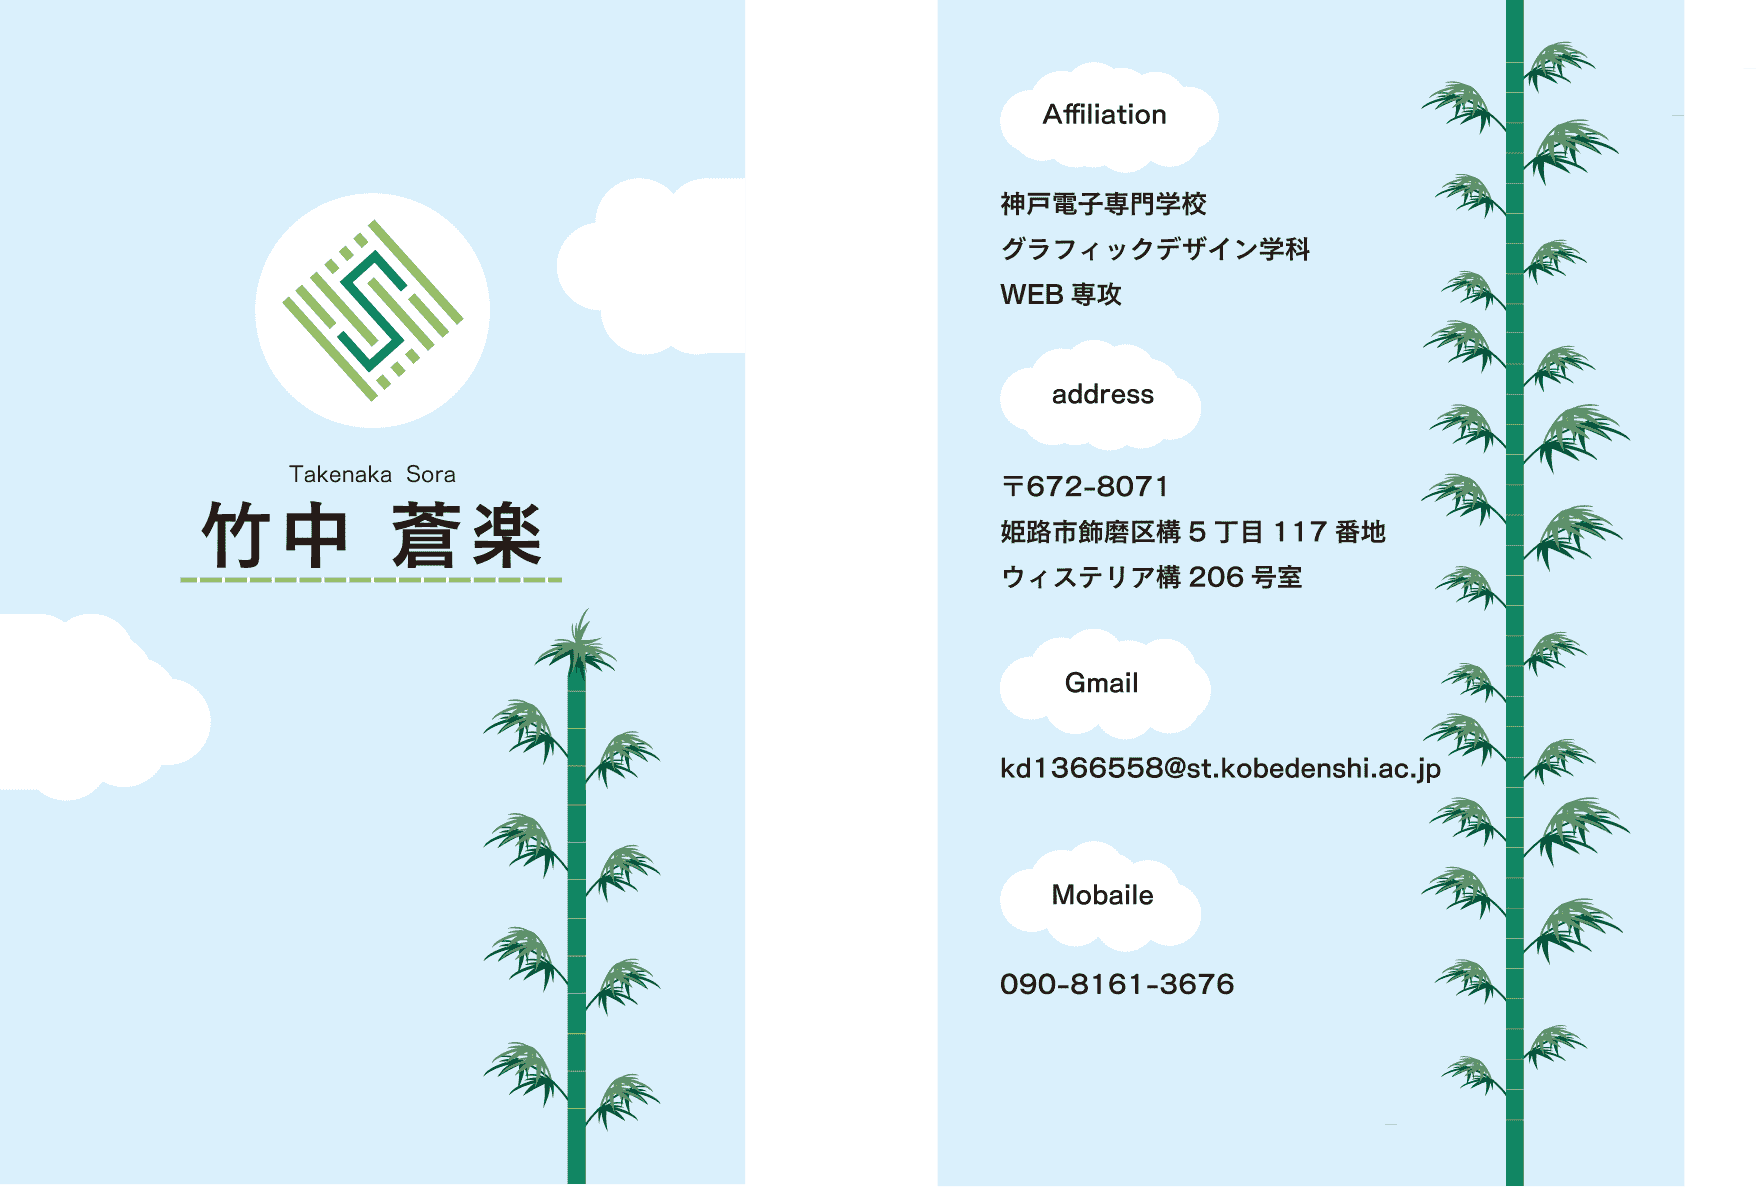 Takenaka Sora
竹中 蒼楽
Affiliation
神戸電子専門学校
グラフィックデザイン学科
WEB 専攻
address
〒672-8071
姫路市飾磨区構 5 丁目 117 番地
ウィステリア構 206 号室
Gmail
kd1366558@st.kobedenshi.ac.jp
Mobaile
090-8161-3676